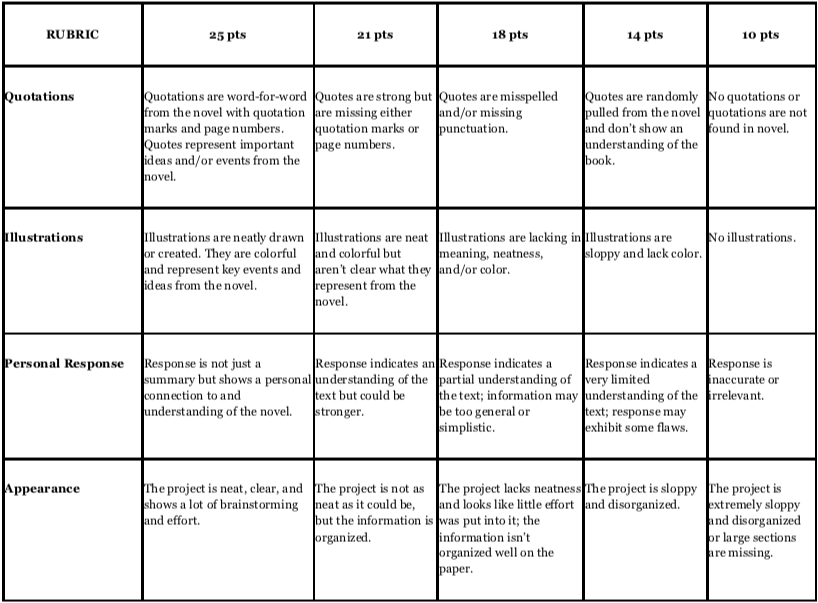 RUBRIC
25 pts
21 pts
18 pts
14 pts
10 pts
Quotations
Quotations are word-for-word
from the novel with quotation
marks and page numbers.
Quotes represent important
ideas and/or events from the
novel.
Quotes are strong but
are missing either
quotation marks or
page numbers.
Quotes are misspelled
and/or missing
punctuation.
Quotes are randomly
pulled from the novel
and don't show an
understanding of the
book.
No quotations or
quotations are not
found in novel.
Illustrations
Illustrations are neatly drawn
or created. They are colorful
and represent key events and
ideas from the novel.
Illustrations are neat
and colorful but
aren't clear what they
represent from the
novel.
Illustrations are lacking in
meaning, neatness,
and/or color.
Illustrations are
sloppy and lack color.
No illustrations.
Personal Response
Response is not just a
summary but shows a personal
connection to and
understanding of the novel.
Response indicates an
understanding of the
text but could be
stronger.
Response indicates a
partial understanding of
the text; information may
be too general or
simplistic.
Response indicates a
very limited
understanding of the
text; response may
exhibit some flaws.
Response is
inaccurate or
irrelevant.
Appearance
The project is neat, clear, and
shows a lot of brainstorming
and effort.
The project is not as
neat as it could be,
but the information is
organized.
The project lacks neatness
and looks like little effort
was put into it; the
information isn't
organized well on the
paper.
The project is sloppy
and disorganized.
The project is
extremely sloppy
and disorganized
or large sections
are missing.